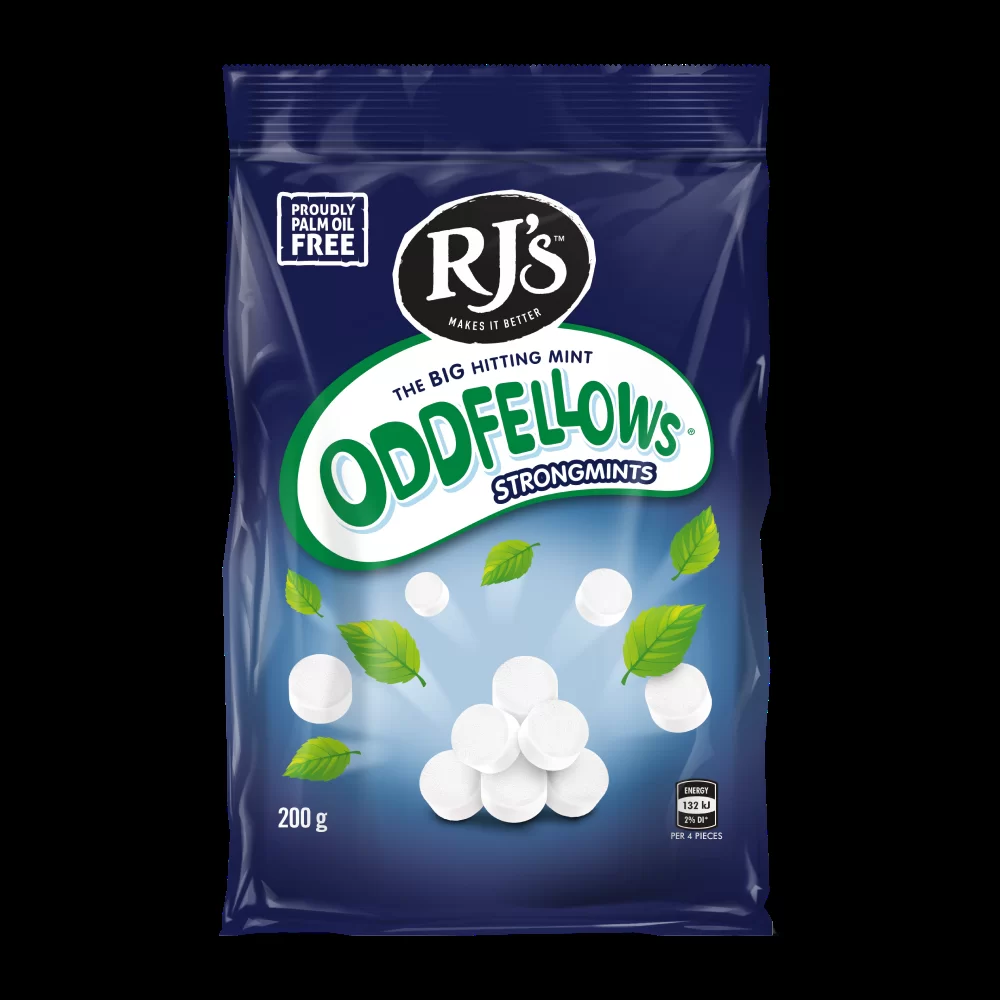 PROUDLY
PALM OIL
FREE
RJ's™
MAKES IT BETTER
THE BIG HITTING MINT
ODDFELLOWS®
STRONGMINTS
200 g
ENERGY
132 kJ
2% DI*
PER 4 PIECES